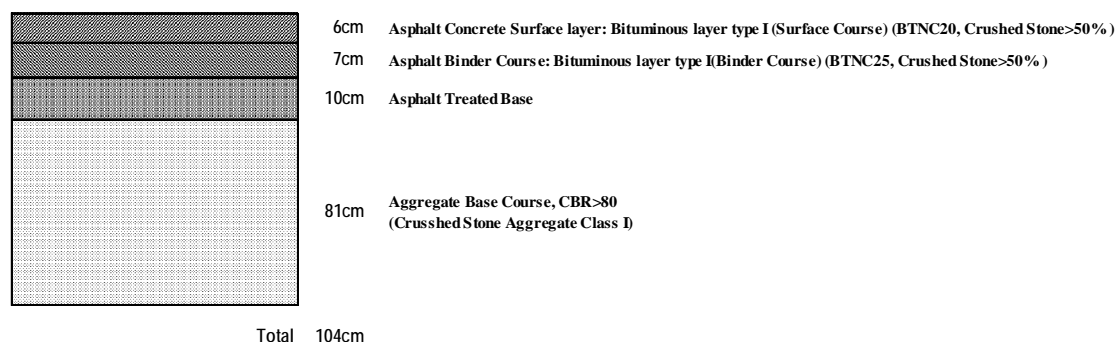 6cm Asphalt Concrete Surface layer: Bituminous layer type I (Surface Course) (BTNC20, Crushed Stone>50%)
7cm Asphalt Binder Course: Bituminous layer type I(Binder Course) (BTNC25, Crushed Stone>50%)
10cm Asphalt Treated Base
81cm Aggregate Base Course, CBR>80
(Crusshed Stone Aggregate Class I)
Total 104cm